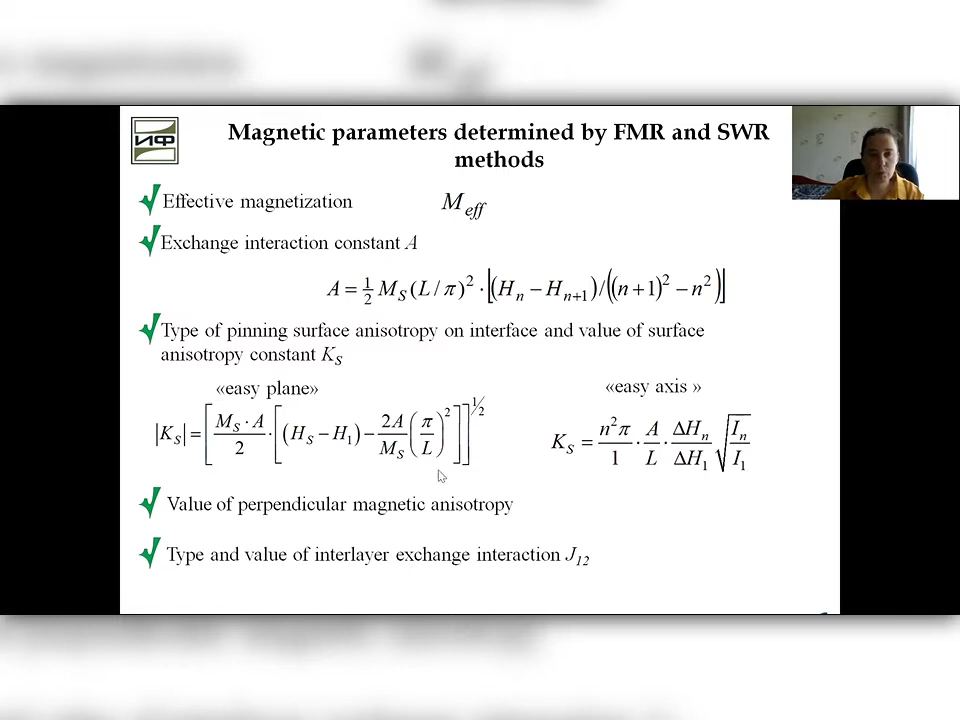 Magnetic parameters determined by FMR and SWR
methods
ИФ
Effective magnetization M_eff
Exchange interaction constant A
A = ½ M_S (L/π)² · [(H_n − H_{n+1})/((n+1)² − n²)]
Type of pinning surface anisotropy on interface and value of surface
anisotropy constant K_S
«easy plane»
«easy axis »
|K_S| = [M_S · A / 2 · [(H_S − H_1) − 2A/M_S (π/L)²]]^½
K_S = n²π/1 · A/L · ΔH_n/ΔH_1 √(I_n/I_1)
Value of perpendicular magnetic anisotropy
Type and value of interlayer exchange interaction J_12